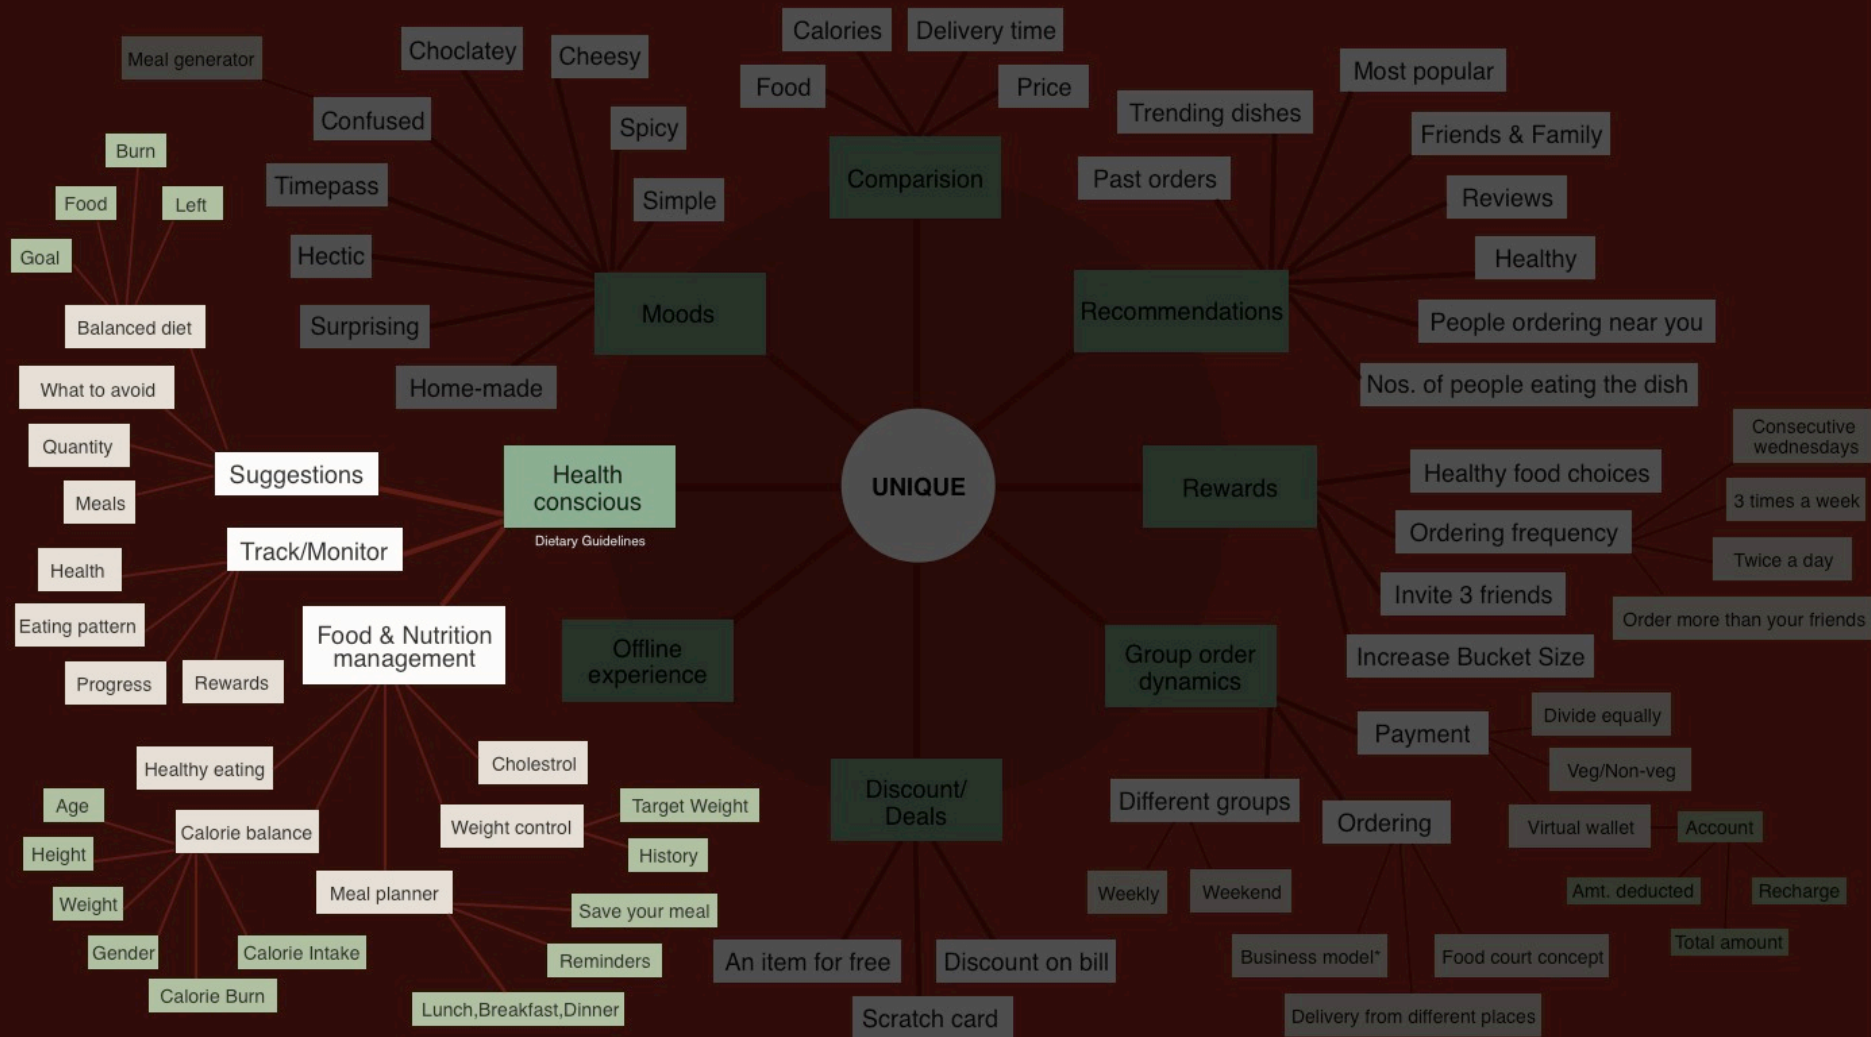 Meal generator
Choclatey
Cheesy
Confused
Spicy
Timepass
Simple
Hectic
Surprising
Home-made
Moods
Calories
Delivery time
Food
Price
Comparision
Most popular
Trending dishes
Friends & Family
Past orders
Reviews
Healthy
People ordering near you
Nos. of people eating the dish
Recommendations
Burn
Food
Left
Goal
Balanced diet
What to avoid
Quantity
Meals
Suggestions
Health
conscious
Dietary Guidelines
UNIQUE
Rewards
Healthy food choices
Ordering frequency
Consecutive
wednesdays
3 times a week
Twice a day
Order more than your friends
Invite 3 friends
Increase Bucket Size
Track/Monitor
Health
Eating pattern
Progress
Rewards
Food & Nutrition
management
Offline
experience
Group order
dynamics
Payment
Divide equally
Veg/Non-veg
Virtual wallet
Account
Amt. deducted
Recharge
Total amount
Healthy eating
Cholestrol
Age
Height
Weight
Gender
Calorie Burn
Calorie Intake
Calorie balance
Weight control
Target Weight
History
Meal planner
Save your meal
Reminders
Lunch,Breakfast,Dinner
Discount/
Deals
An item for free
Discount on bill
Scratch card
Different groups
Weekly
Weekend
Ordering
Business model*
Food court concept
Delivery from different places